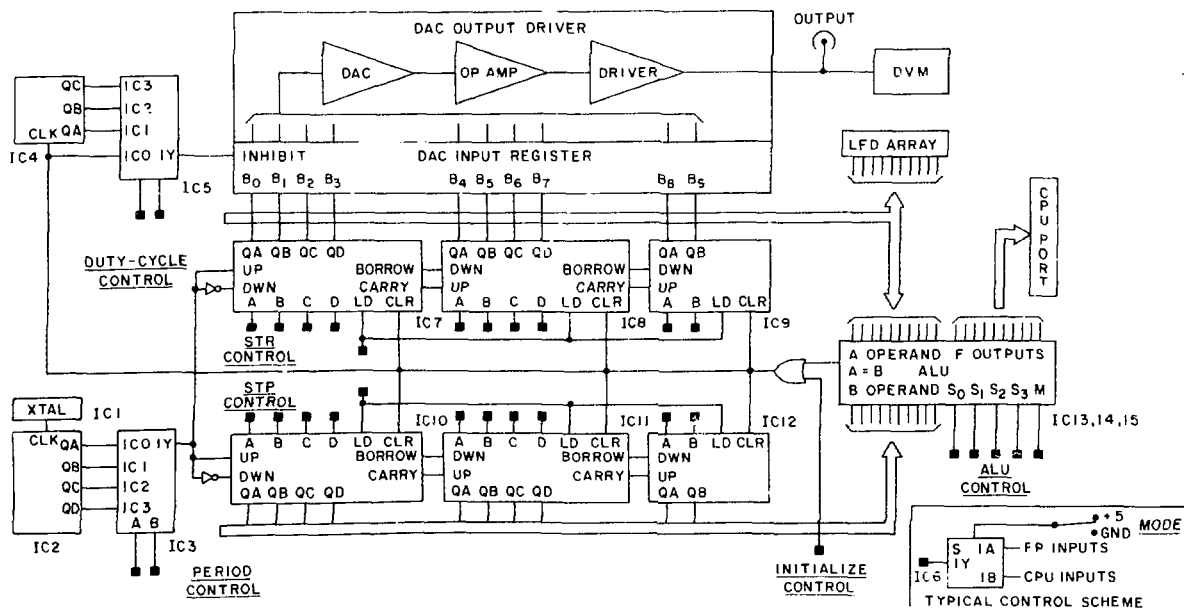 OUTPUT
DAC OUTPUT DRIVER
DAC
OP AMP
DRIVER
DVM
QC
QB
QA
CLK
IC4
IC3
IC2
IC1
IC0 1Y
IC5
INHIBIT
DAC INPUT REGISTER
B0 B1 B2 B3 B4 B5 B6 B7 B8 B9
LED ARRAY
CPU PORT
DUTY-CYCLE
CONTROL
QA QB QC QD
UP
DWN
BORROW
CARRY
A B C D LD CLR
IC7
QA QB QC QD
DWN
UP
BORROW
CARRY
A B C D LD CLR
IC8
QA QB
DWN
UP
A B LD CLR
IC9
STR
CONTROL
STP
CONTROL
A OPERAND F OUTPUTS
A = B ALU
B OPERAND S0 S1 S2 S3 M
IC13,14,15
ALU
CONTROL
XTAL
IC1
CLK
QA
QB
QC
QD
IC2
IC0 1Y
IC1
IC2
IC3
A B
IC3
IC10
A B C D LD CLR
UP
DWN
BORROW
CARRY
QA QB QC QD
IC11
A B C D LD CLR
DWN
UP
BORROW
CARRY
QA QB QC QD
IC12
A B LD CLR
DWN
UP
QA QB
PERIOD
CONTROL
INITIALIZE
CONTROL
+5
GND
MODE
S 1A
1Y
1B
IC6
FP INPUTS
CPU INPUTS
TYPICAL CONTROL SCHEME